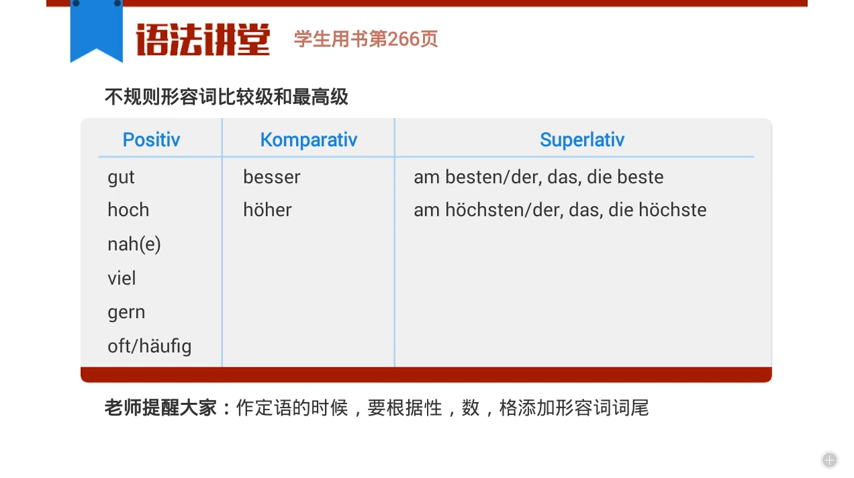 语法讲堂 学生用书第266页
不规则形容词比较级和最高级
Positiv Komparativ Superlativ
gut besser am besten/der, das, die beste
hoch höher am höchsten/der, das, die höchste
nah(e)
viel
gern
oft/häufig
老师提醒大家：作定语的时候，要根据性，数，格添加形容词词尾